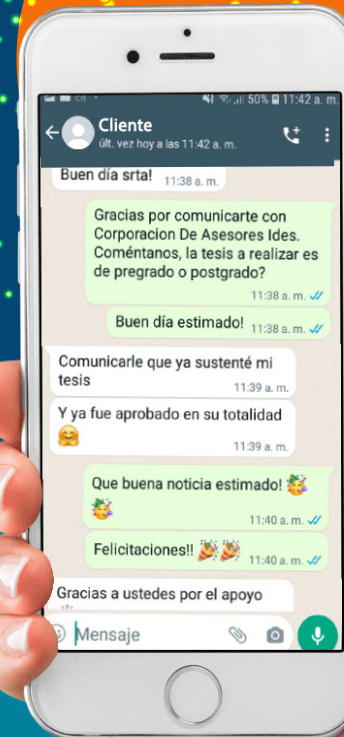 50% 11:42 a. m.
Cliente
últ. vez hoy a las 11:42 a. m.
Buen día srta! 11:38 a. m.
Gracias por comunicarte con
Corporacion De Asesores Ides.
Coméntanos, la tesis a realizar es
de pregrado o postgrado?
11:38 a. m.
Buen día estimado! 11:38 a. m.
Comunicarle que ya sustenté mi
tesis
11:39 a. m.
Y ya fue aprobado en su totalidad
11:39 a. m.
Que buena noticia estimado!
11:40 a. m.
Felicitaciones!! 11:40 a. m.
Gracias a ustedes por el apoyo
Mensaje